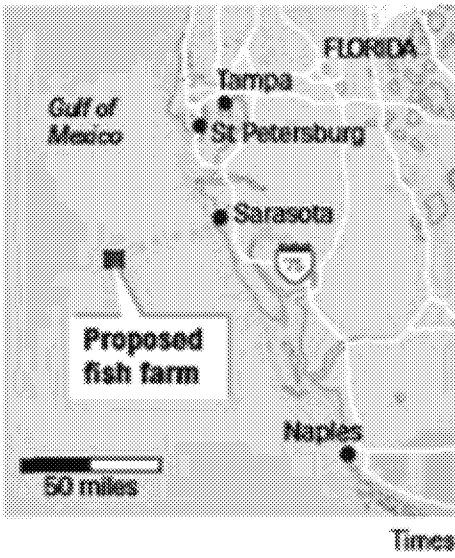 FLORIDA
Tampa
Gulf of
Mexico
St Petersburg
Sarasota
75
Proposed
fish farm
Naples
50 miles
Times